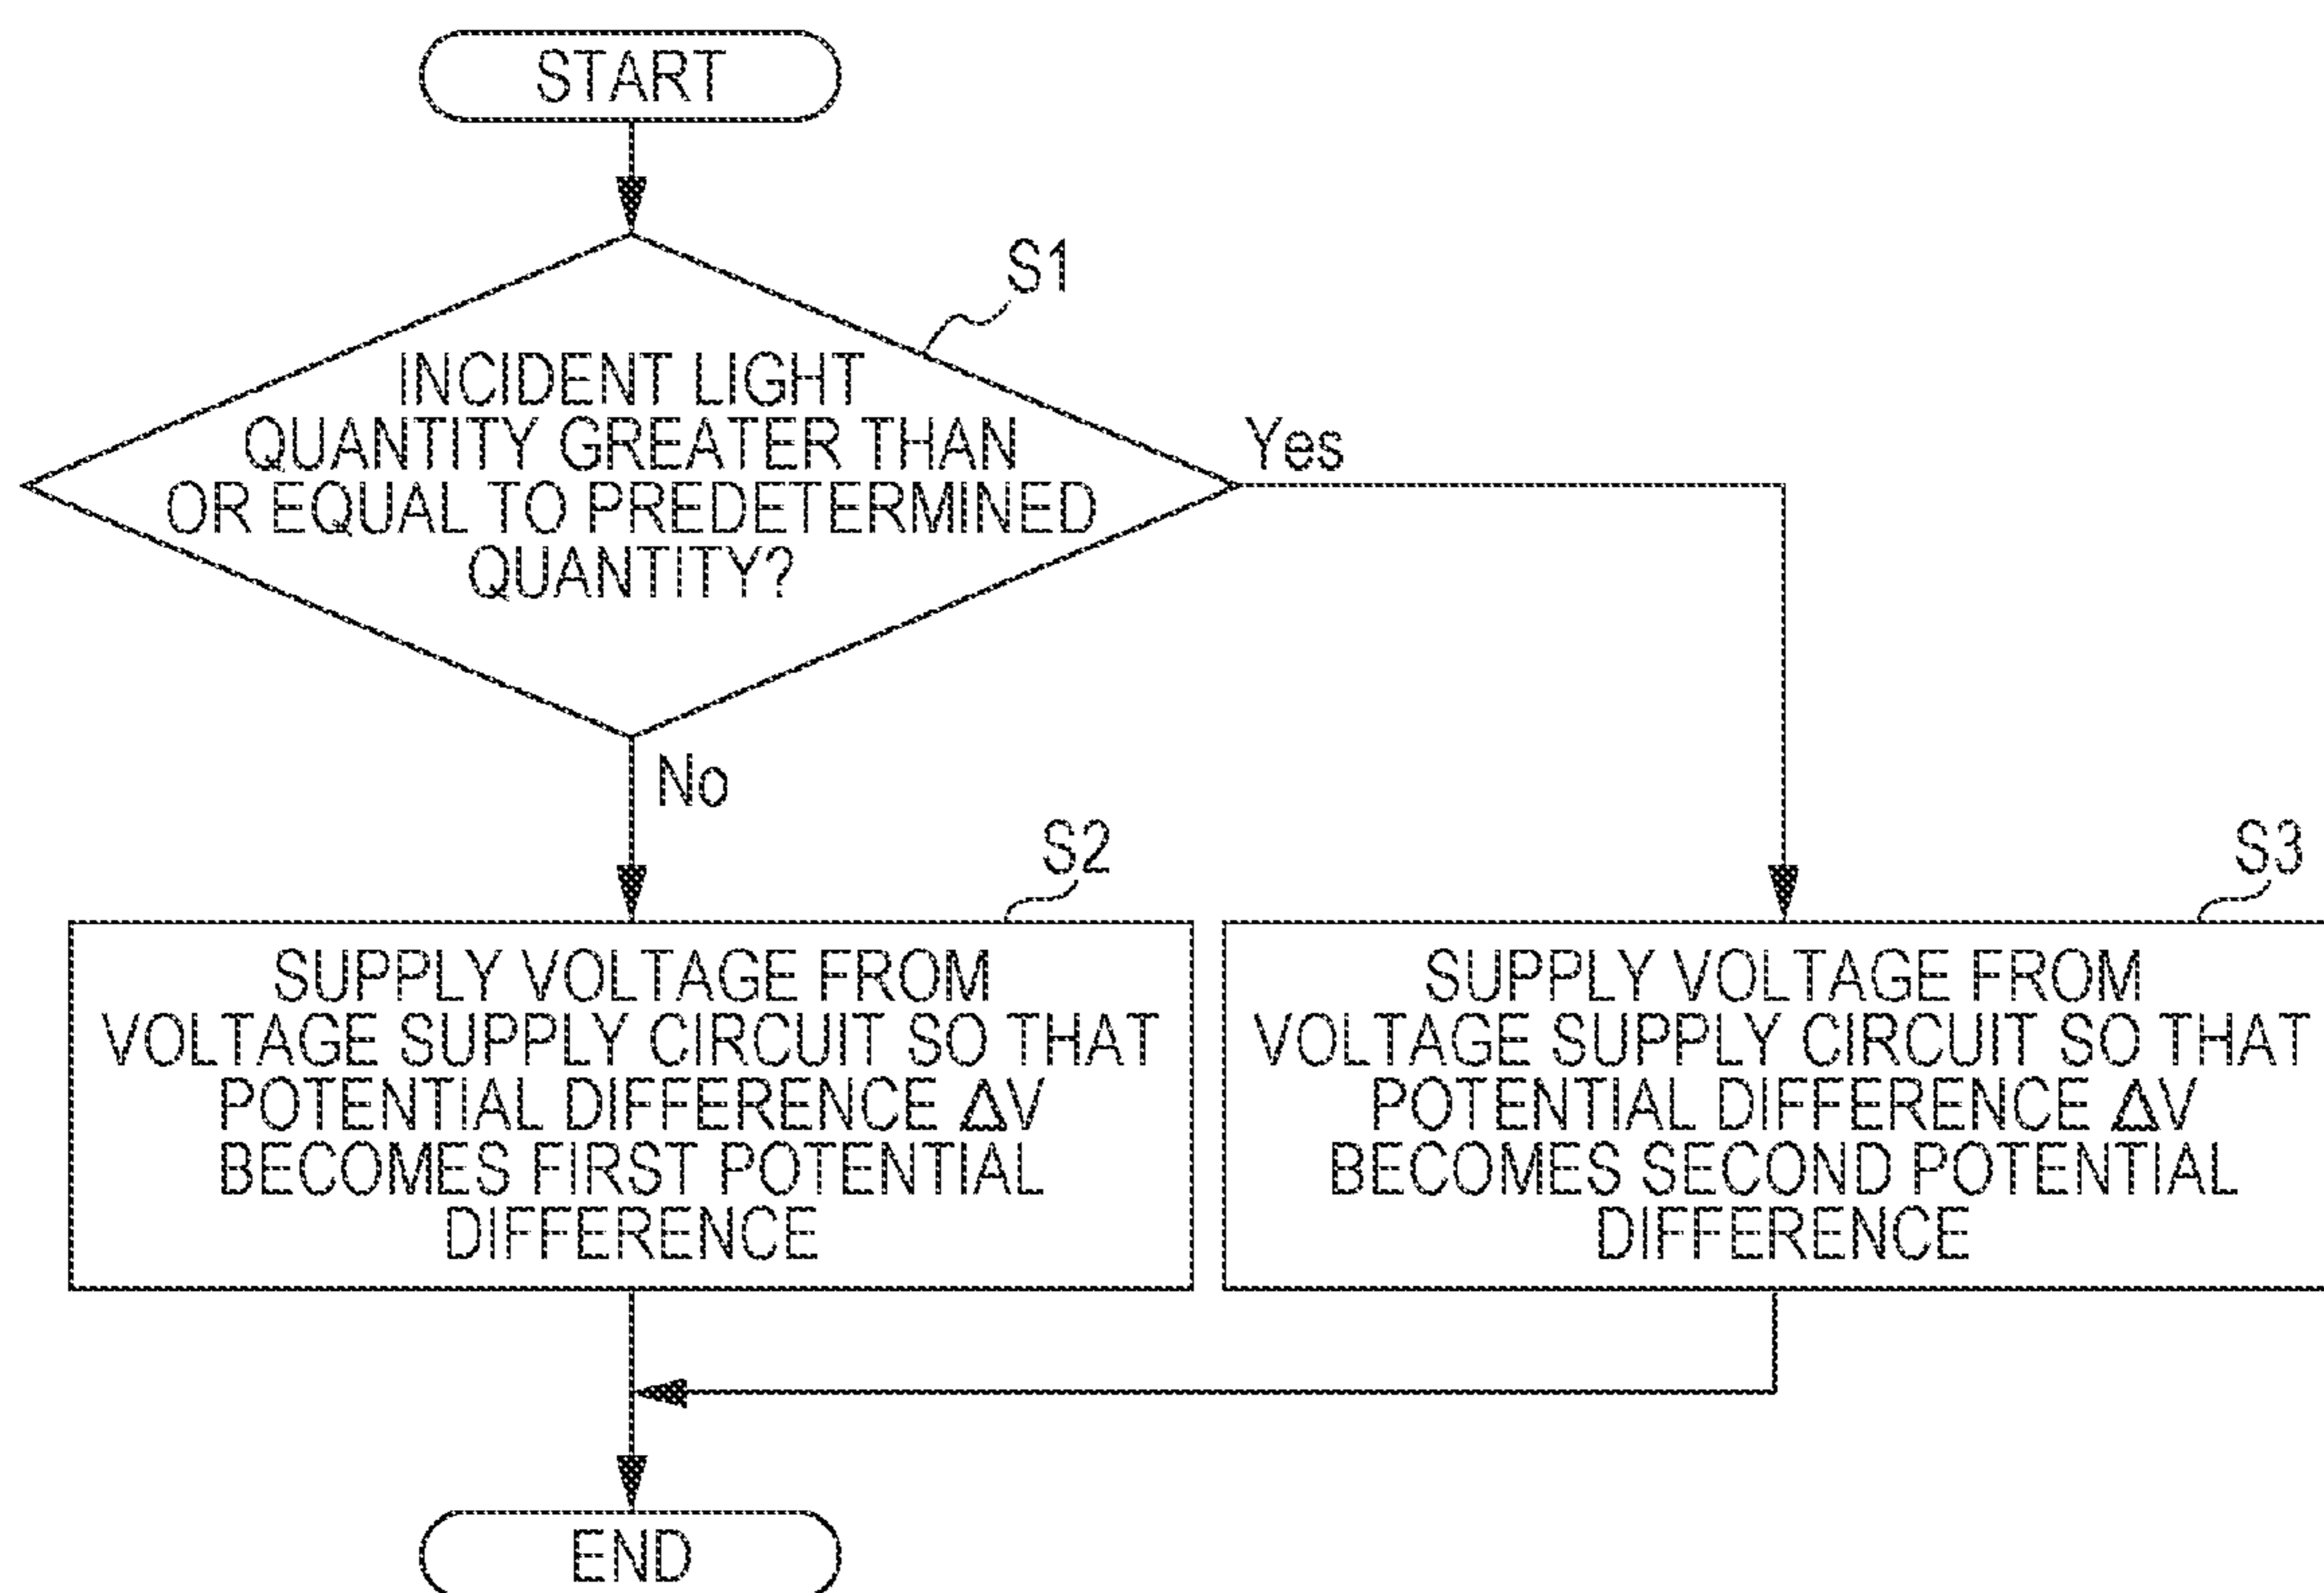 START
S1
INCIDENT LIGHT
QUANTITY GREATER THAN
OR EQUAL TO PREDETERMINED
QUANTITY?
Yes
No
S2
SUPPLY VOLTAGE FROM
VOLTAGE SUPPLY CIRCUIT SO THAT
POTENTIAL DIFFERENCE ΔV
BECOMES FIRST POTENTIAL
DIFFERENCE
S3
SUPPLY VOLTAGE FROM
VOLTAGE SUPPLY CIRCUIT SO THAT
POTENTIAL DIFFERENCE ΔV
BECOMES SECOND POTENTIAL
DIFFERENCE
END